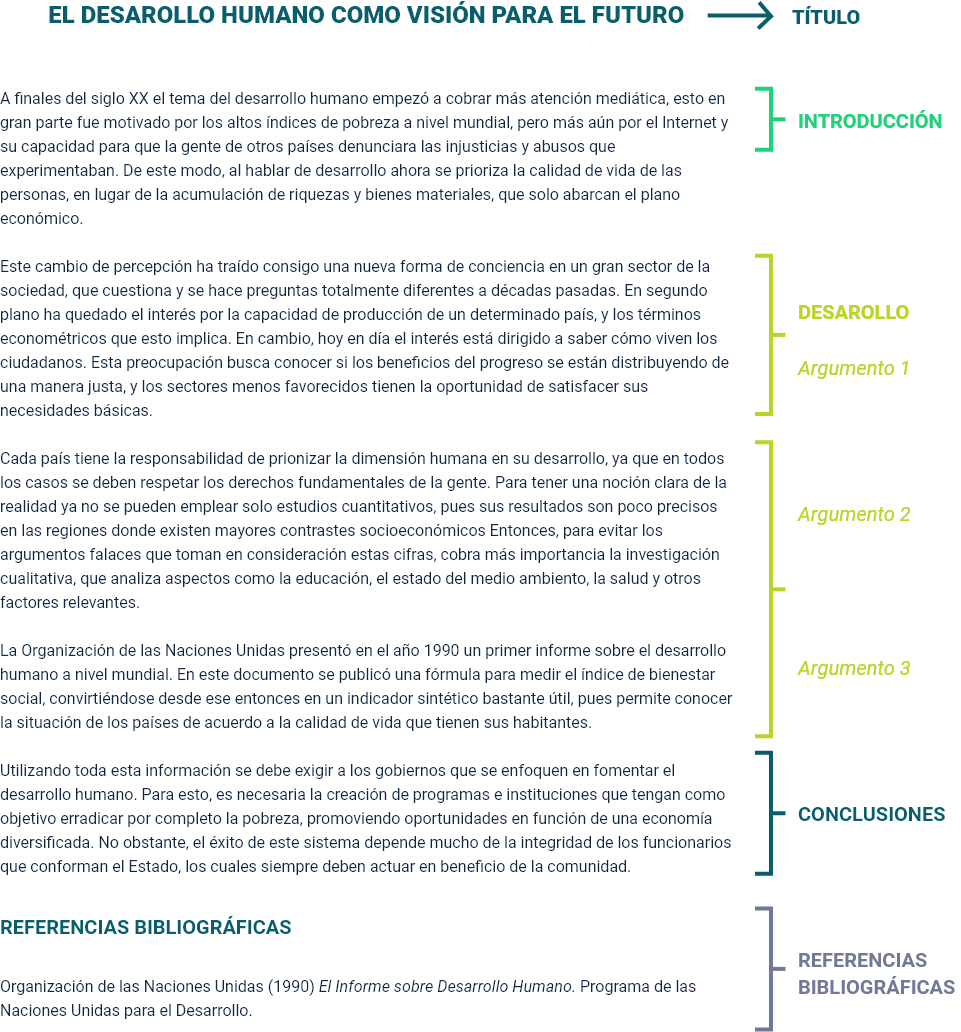 EL DESAROLLO HUMANO COMO VISIÓN PARA EL FUTURO
TÍTULO
A finales del siglo XX el tema del desarrollo humano empezó a cobrar más atención mediática, esto en
gran parte fue motivado por los altos índices de pobreza a nivel mundial, pero más aún por el Internet y
su capacidad para que la gente de otros países denunciara las injusticias y abusos que
experimentaban. De este modo, al hablar de desarrollo ahora se prioriza la calidad de vida de las
personas, en lugar de la acumulación de riquezas y bienes materiales, que solo abarcan el plano
económico.
INTRODUCCIÓN
Este cambio de percepción ha traído consigo una nueva forma de conciencia en un gran sector de la
sociedad, que cuestiona y se hace preguntas totalmente diferentes a décadas pasadas. En segundo
plano ha quedado el interés por la capacidad de producción de un determinado país, y los términos
econométricos que esto implica. En cambio, hoy en día el interés está dirigido a saber cómo viven los
ciudadanos. Esta preocupación busca conocer si los beneficios del progreso se están distribuyendo de
una manera justa, y los sectores menos favorecidos tienen la oportunidad de satisfacer sus
necesidades básicas.
DESAROLLO
Argumento 1
Cada país tiene la responsabilidad de prionizar la dimensión humana en su desarrollo, ya que en todos
los casos se deben respetar los derechos fundamentales de la gente. Para tener una noción clara de la
realidad ya no se pueden emplear solo estudios cuantitativos, pues sus resultados son poco precisos
en las regiones donde existen mayores contrastes socioeconómicos Entonces, para evitar los
argumentos falaces que toman en consideración estas cifras, cobra más importancia la investigación
cualitativa, que analiza aspectos como la educación, el estado del medio ambiente, la salud y otros
factores relevantes.
Argumento 2
La Organización de las Naciones Unidas presentó en el año 1990 un primer informe sobre el desarrollo
humano a nivel mundial. En este documento se publicó una fórmula para medir el índice de bienestar
social, convirtiéndose desde ese entonces en un indicador sintético bastante útil, pues permite conocer
la situación de los países de acuerdo a la calidad de vida que tienen sus habitantes.
Argumento 3
Utilizando toda esta información se debe exigir a los gobiernos que se enfoquen en fomentar el
desarrollo humano. Para esto, es necesaria la creación de programas e instituciones que tengan como
objetivo erradicar por completo la pobreza, promoviendo oportunidades en función de una economía
diversificada. No obstante, el éxito de este sistema depende mucho de la integridad de los funcionarios
que conforman el Estado, los cuales siempre deben actuar en beneficio de la comunidad.
CONCLUSIONES
REFERENCIAS BIBLIOGRÁFICAS
Organización de las Naciones Unidas (1990) El Informe sobre Desarrollo Humano. Programa de las
Naciones Unidas para el Desarrollo.
REFERENCIAS
BIBLIOGRÁFICAS